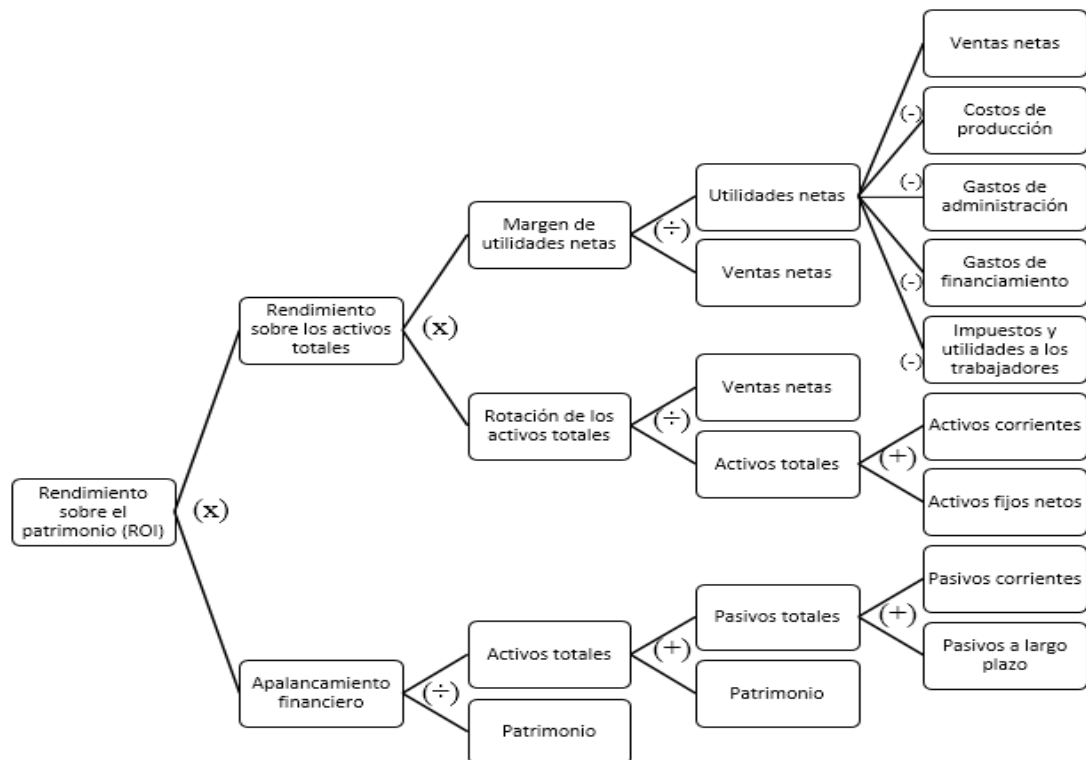 Ventas netas
(-)
Costos de
producción
(-)
Gastos de
administración
Utilidades netas
Margen de
utilidades netas
(÷)
Ventas netas
(-)
Gastos de
financiamiento
Rendimiento
sobre los activos
totales
(x)
(-)
Impuestos y
utilidades a los
trabajadores
Rotación de los
activos totales
(÷)
Ventas netas
Activos totales
(+)
Activos corrientes
Activos fijos netos
Rendimiento
sobre el
patrimonio (ROI)
(x)
Pasivos corrientes
Pasivos totales
(+)
Pasivos a largo
plazo
Activos totales
(+)
Patrimonio
Apalancamiento
financiero
(÷)
Patrimonio